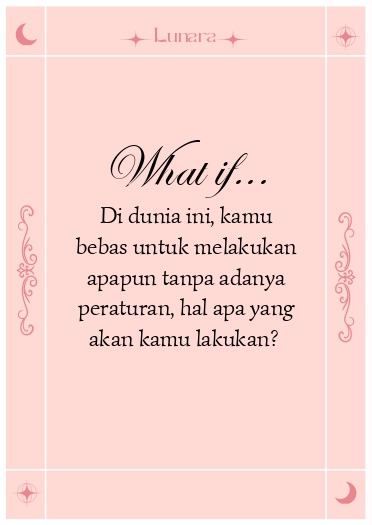 Lunara
What if...
Di dunia ini, kamu
bebas untuk melakukan
apapun tanpa adanya
peraturan, hal apa yang
akan kamu lakukan?